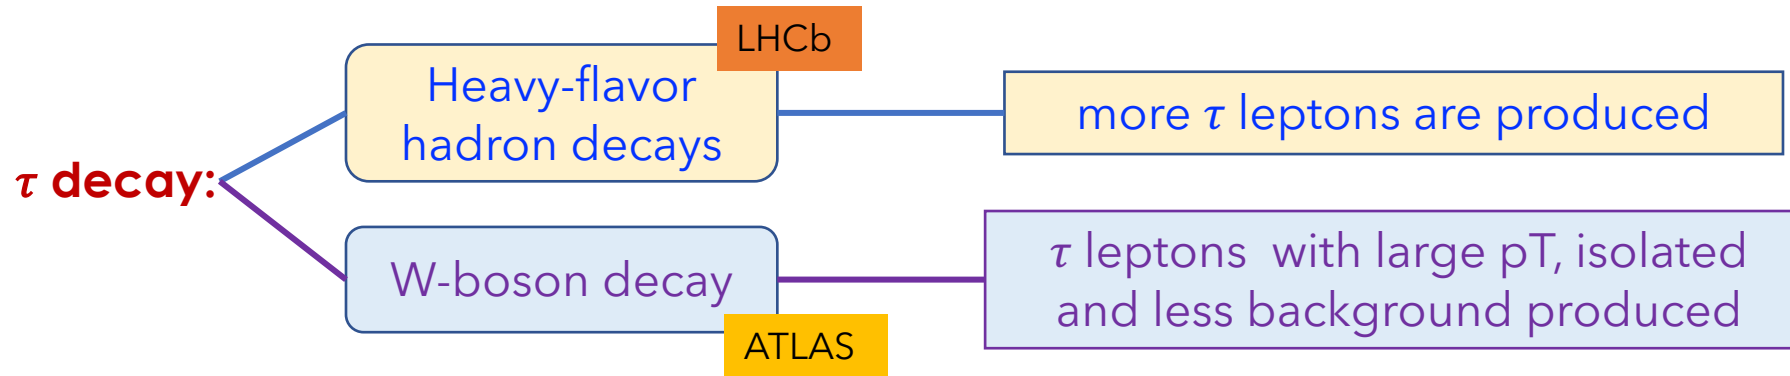 LHCb
Heavy-flavor
hadron decays
more τ leptons are produced
τ decay:
W-boson decay
ATLAS
τ leptons with large pT, isolated
and less background produced